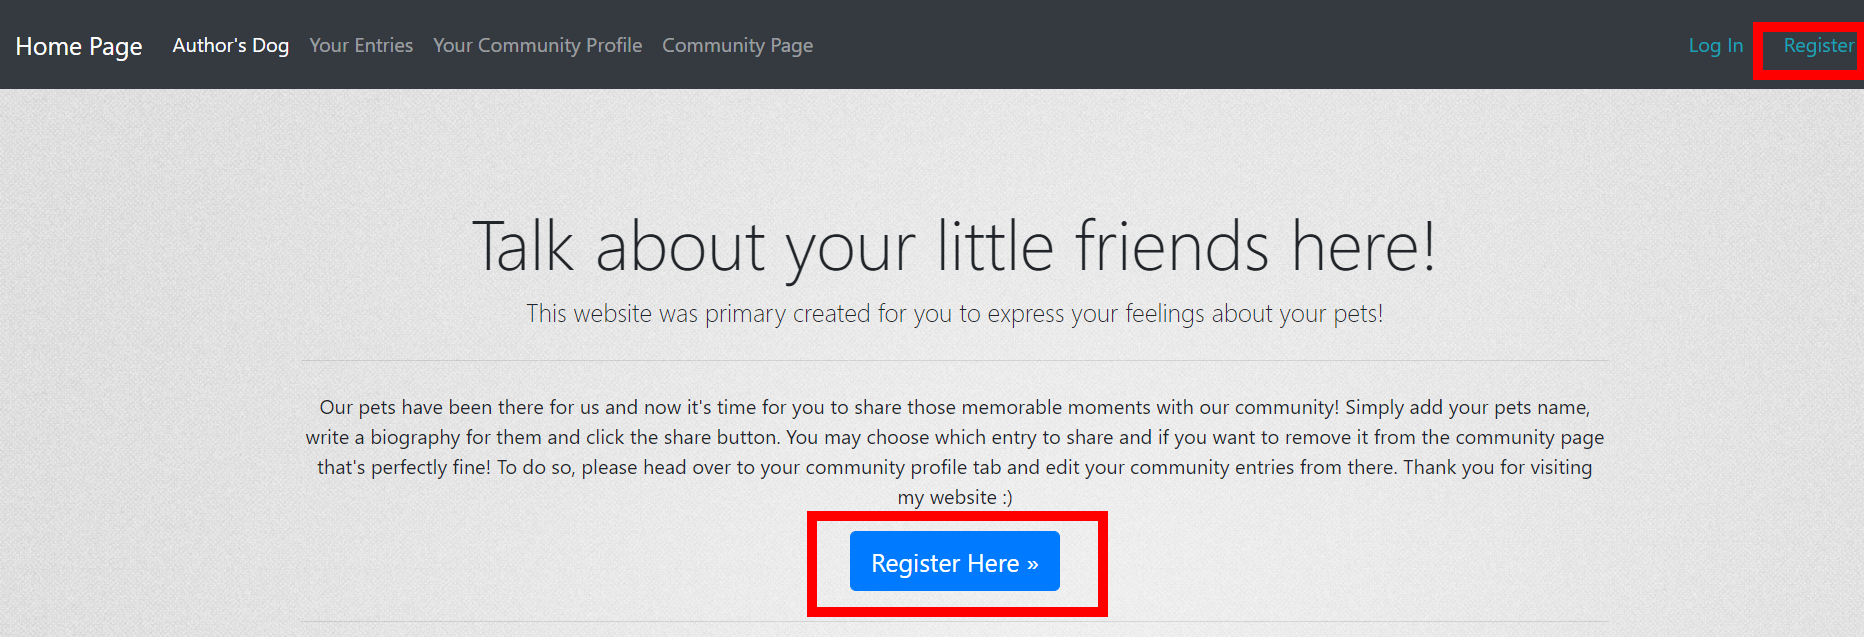 Home Page Author's Dog Your Entries Your Community Profile Community Page Log In Register
Talk about your little friends here!
This website was primary created for you to express your feelings about your pets!
Our pets have been there for us and now it's time for you to share those memorable moments with our community! Simply add your pets name,
write a biography for them and click the share button. You may choose which entry to share and if you want to remove it from the community page
that's perfectly fine! To do so, please head over to your community profile tab and edit your community entries from there. Thank you for visiting
my website :)
Register Here »